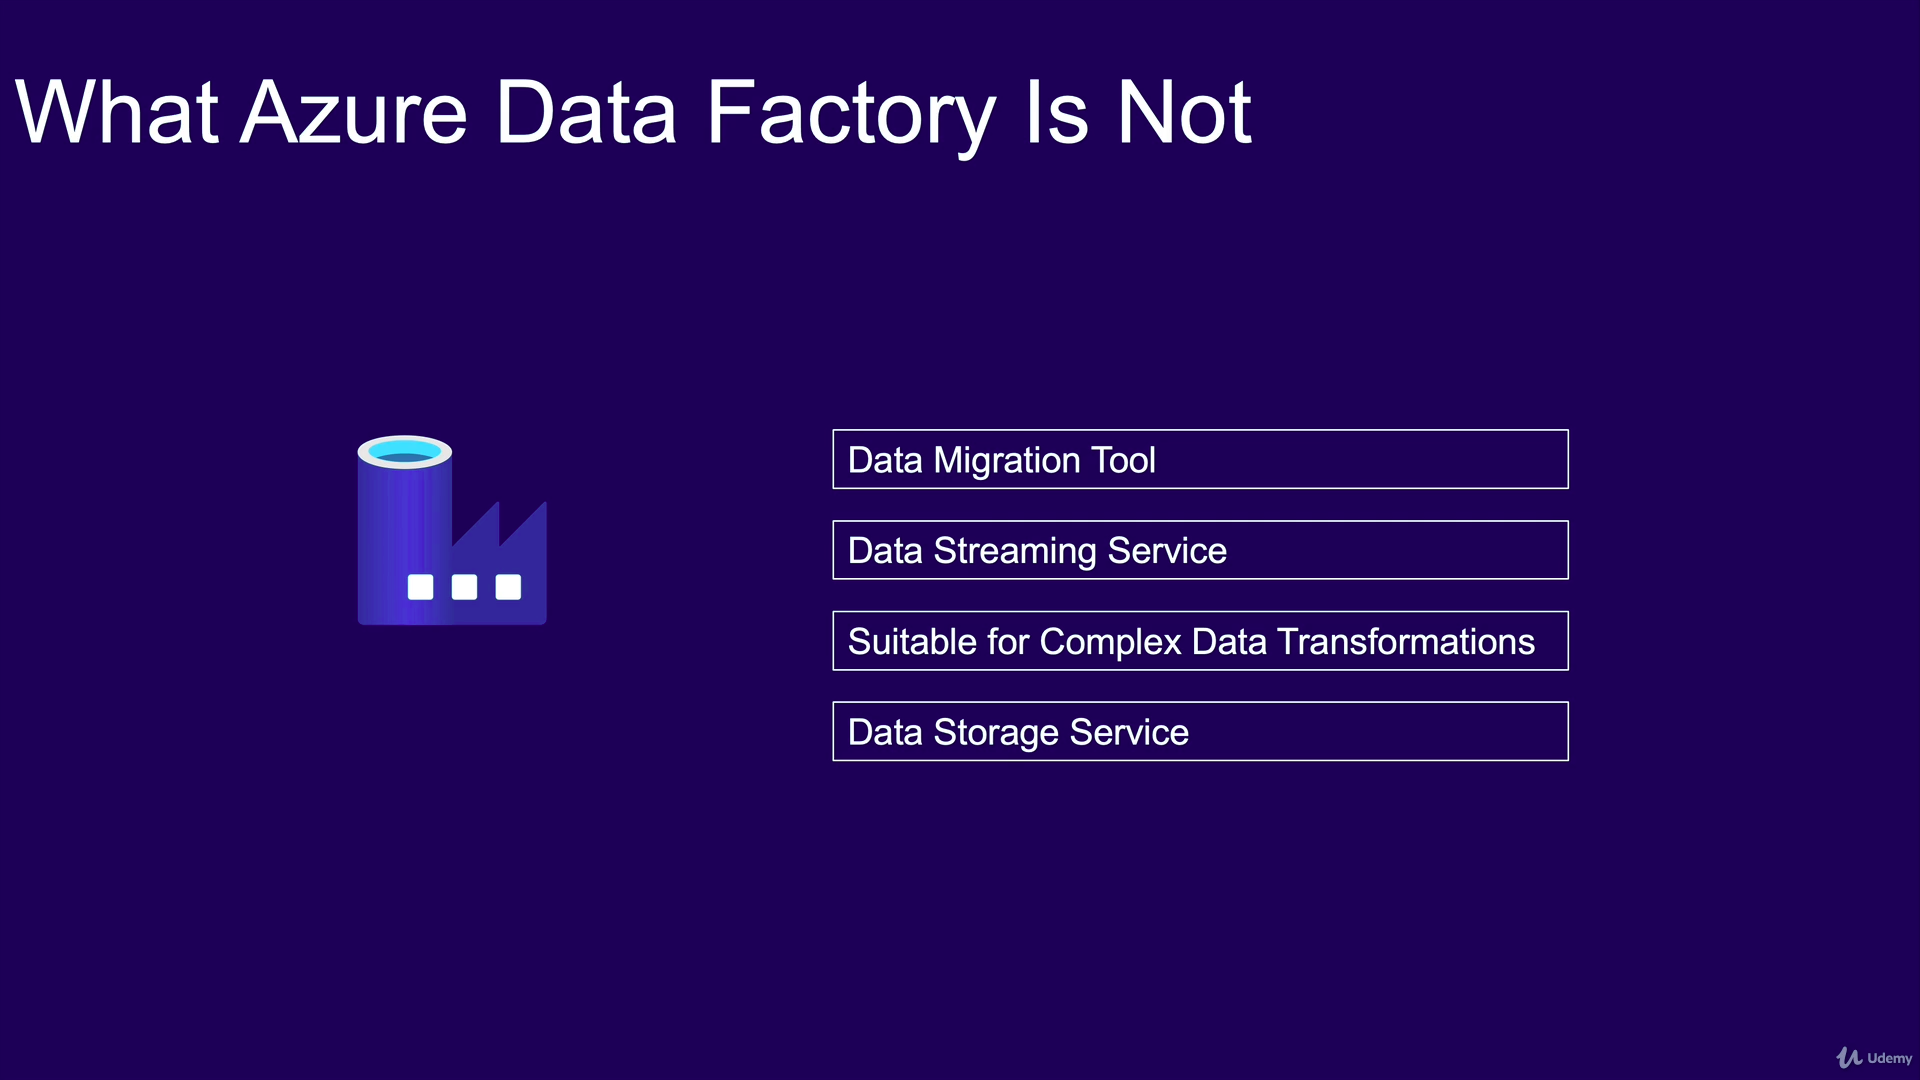 What Azure Data Factory Is Not
Data Migration Tool
Data Streaming Service
Suitable for Complex Data Transformations
Data Storage Service
Udemy